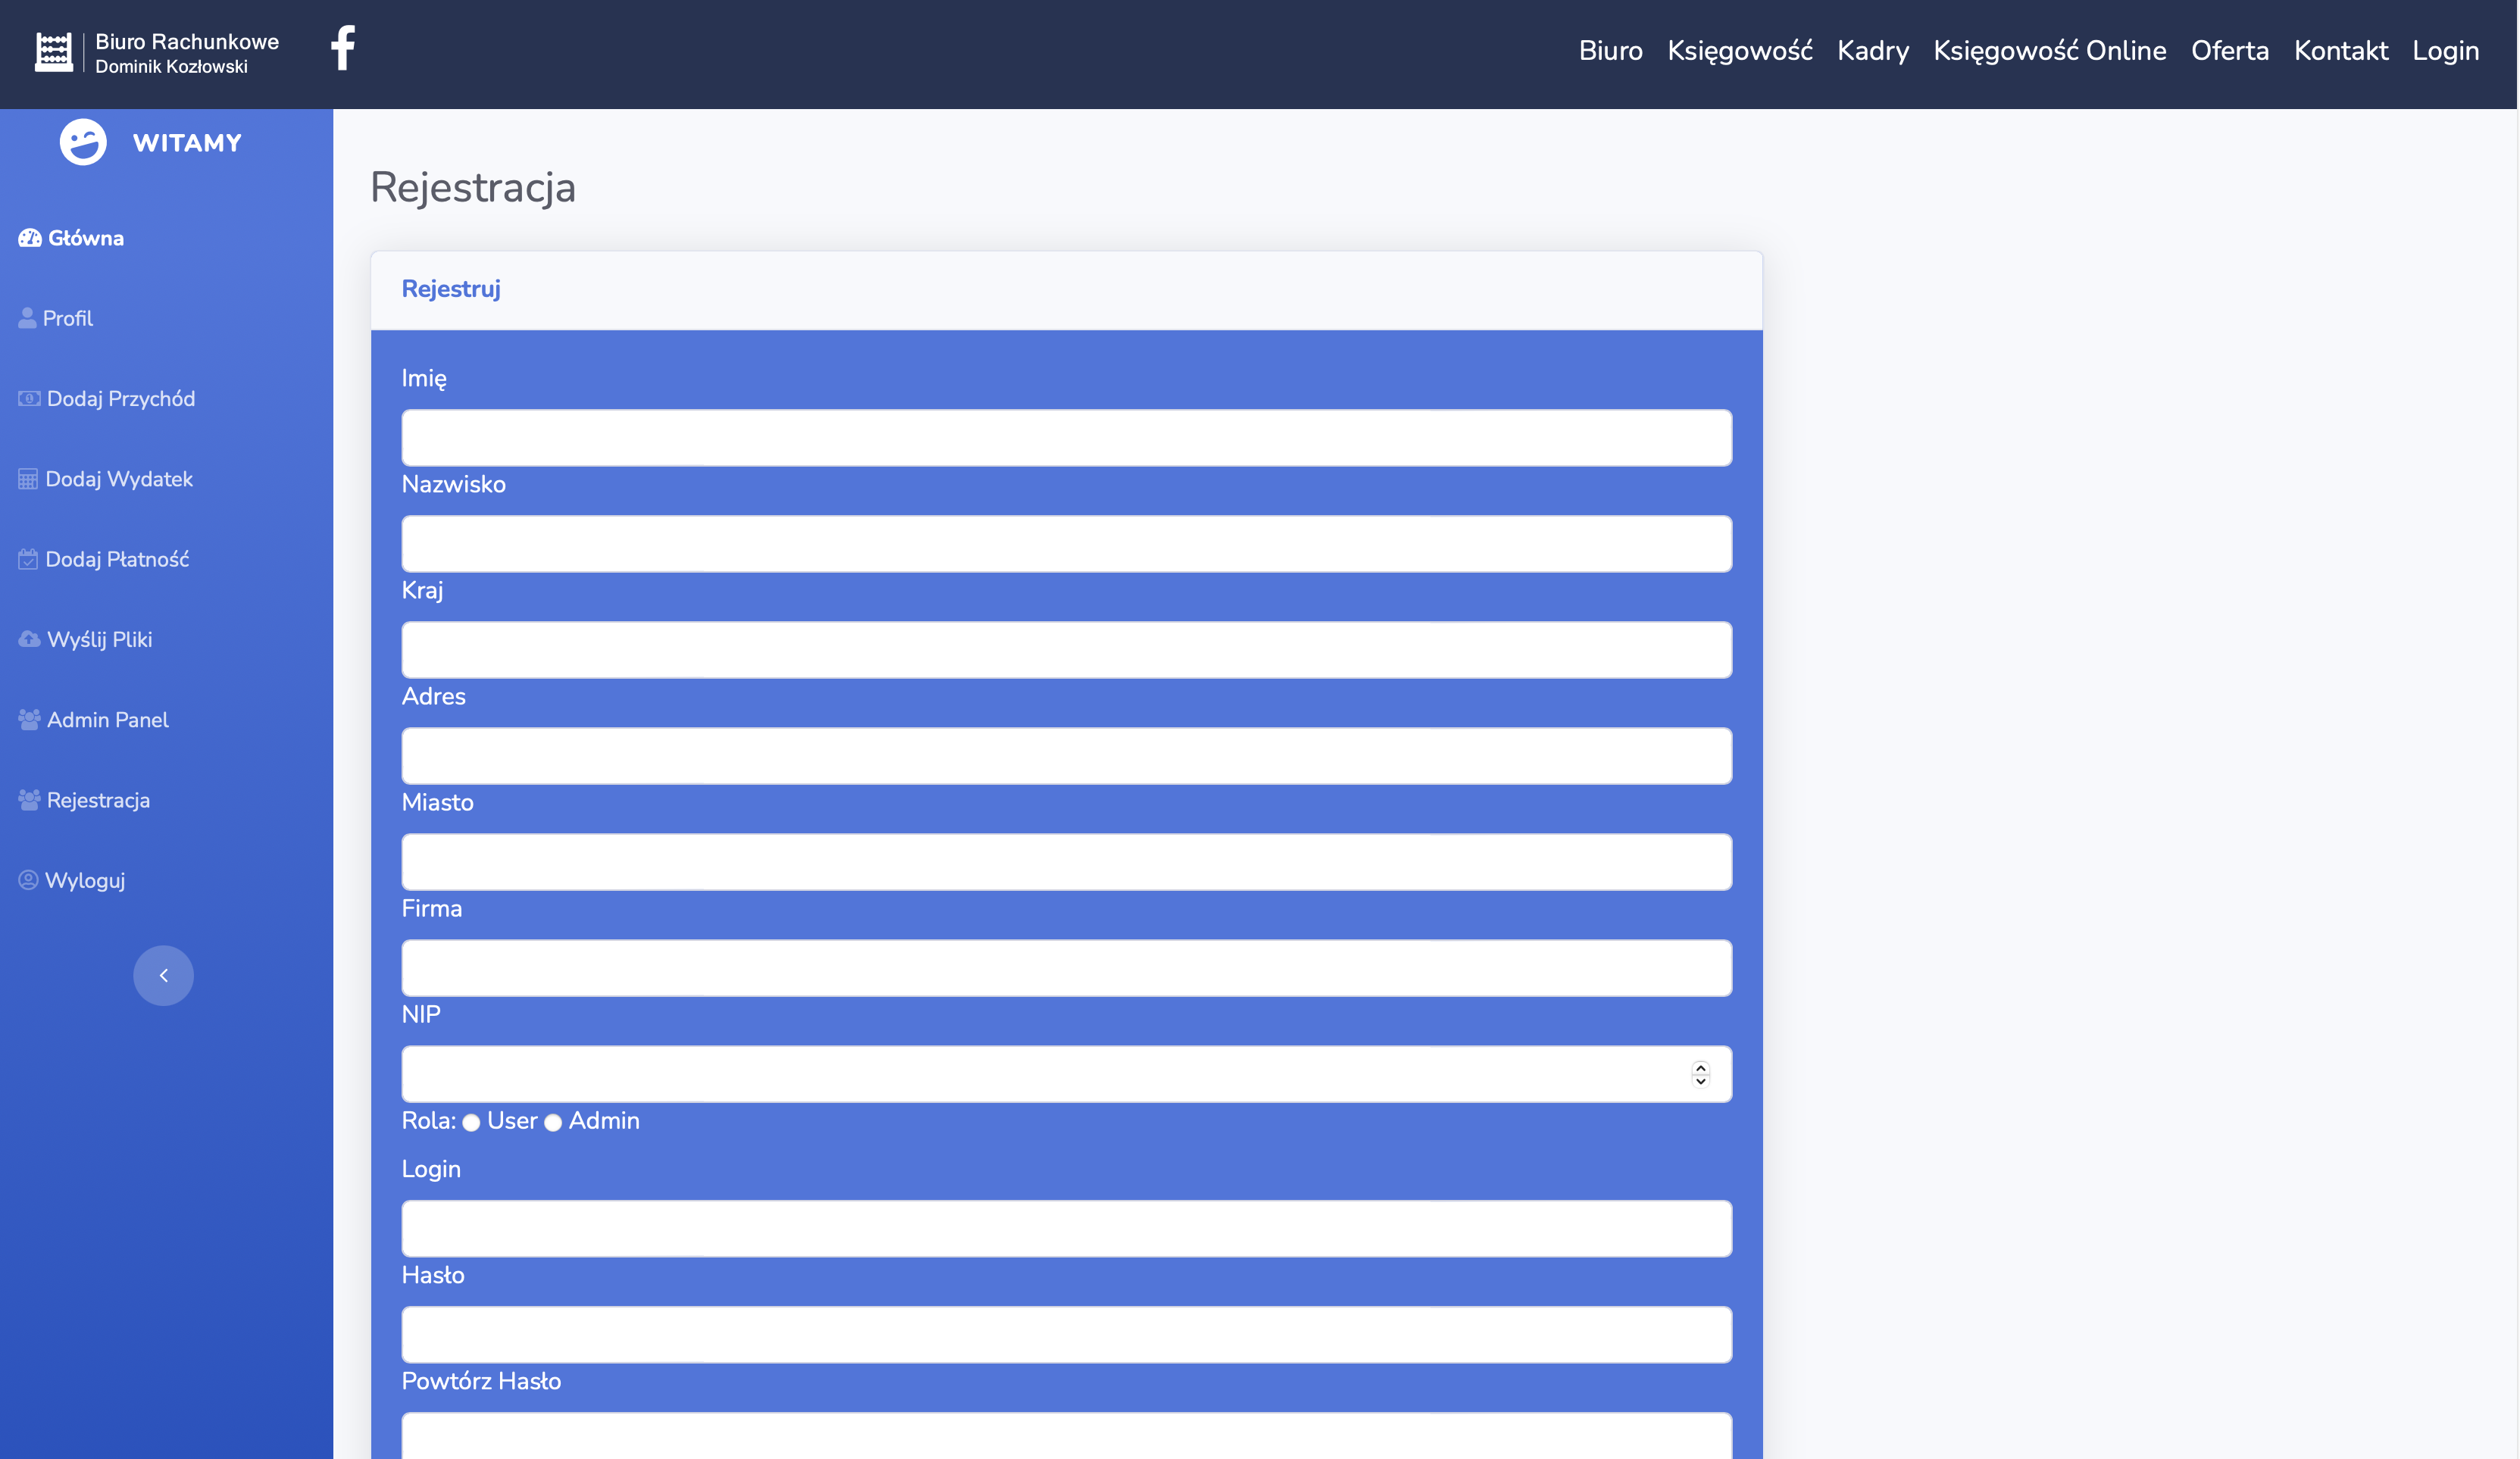 Biuro Rachunkowe
Dominik Kozłowski
Biuro Księgowość Kadry Księgowość Online Oferta Kontakt Login
WITAMY
Główna
Profil
Dodaj Przychód
Dodaj Wydatek
Dodaj Płatność
Wyślij Pliki
Admin Panel
Rejestracja
Wyloguj
Rejestracja
Rejestruj
Imię
Nazwisko
Kraj
Adres
Miasto
Firma
NIP
Rola: User Admin
Login
Hasło
Powtórz Hasło